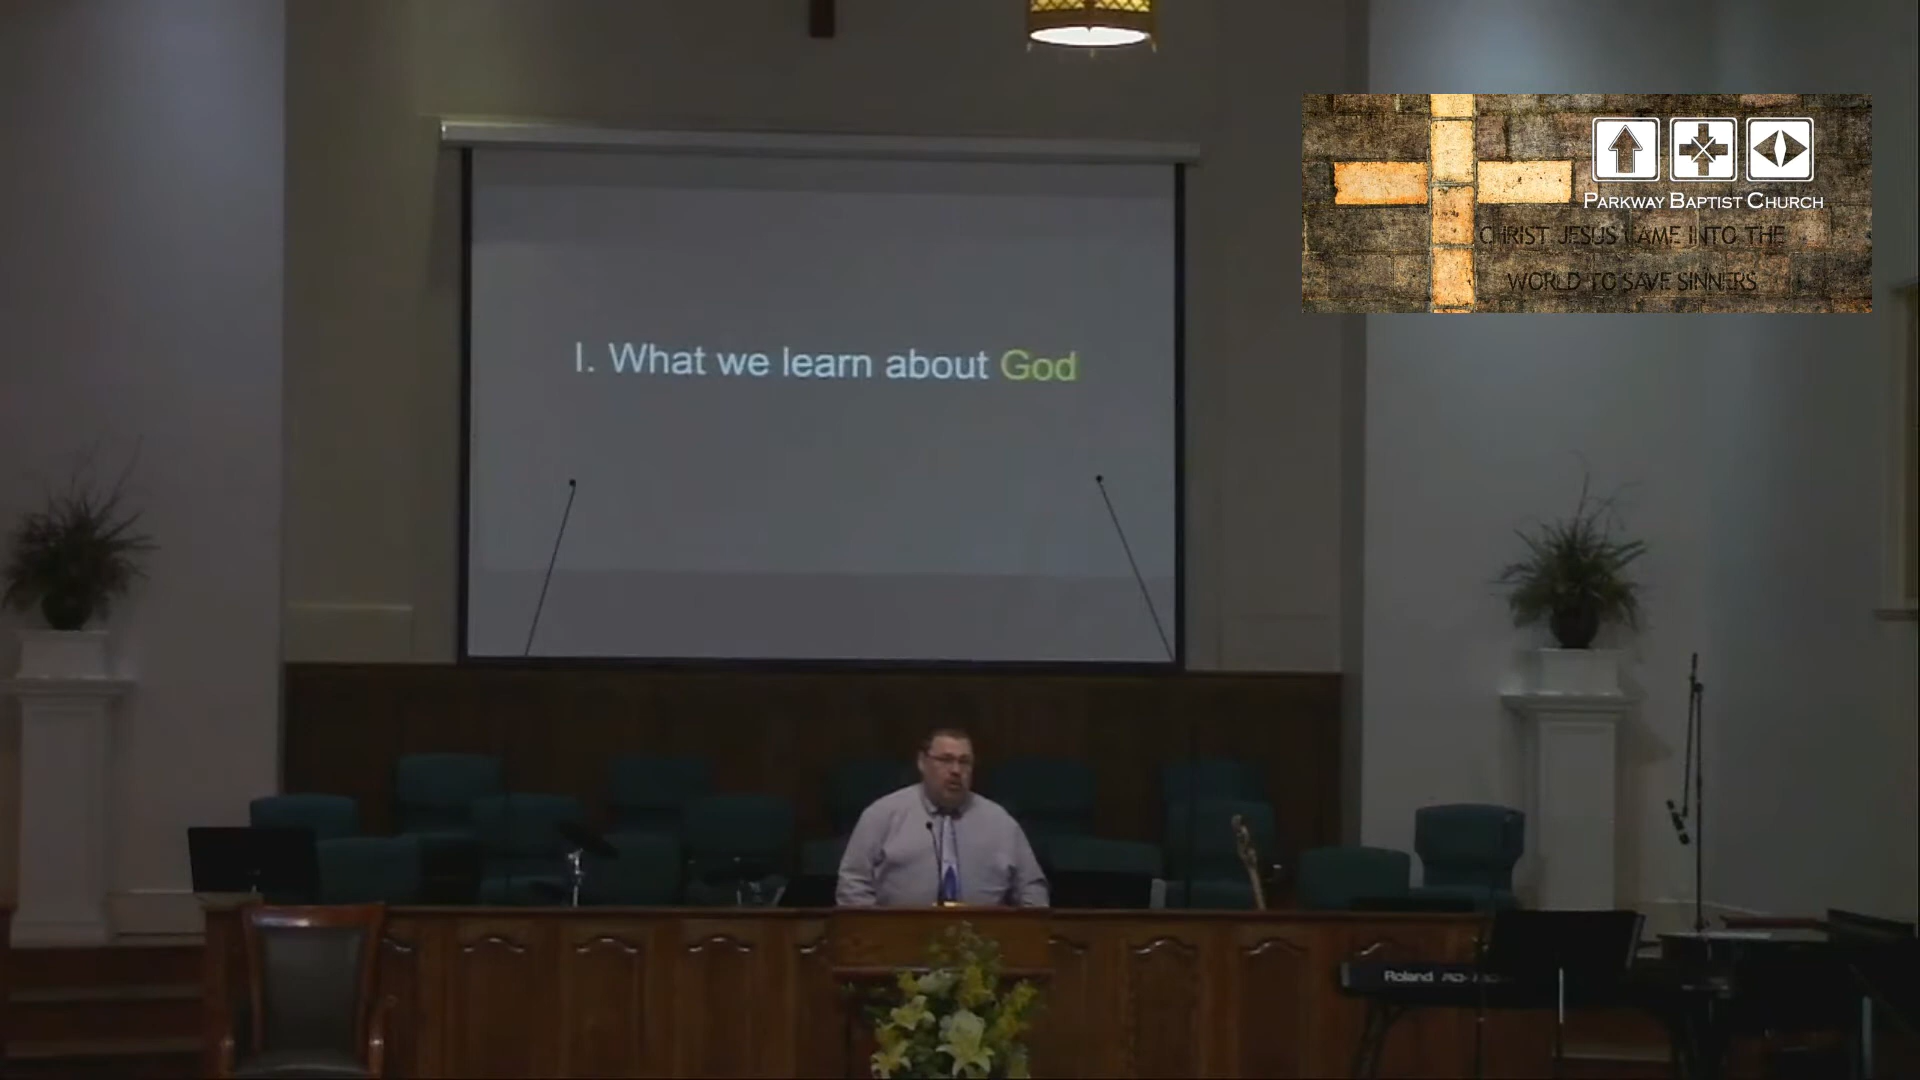 I. What we learn about God
PARKWAY BAPTIST CHURCH
CHRIST JESUS CAME INTO THE
WORLD TO SAVE SINNERS
Roland